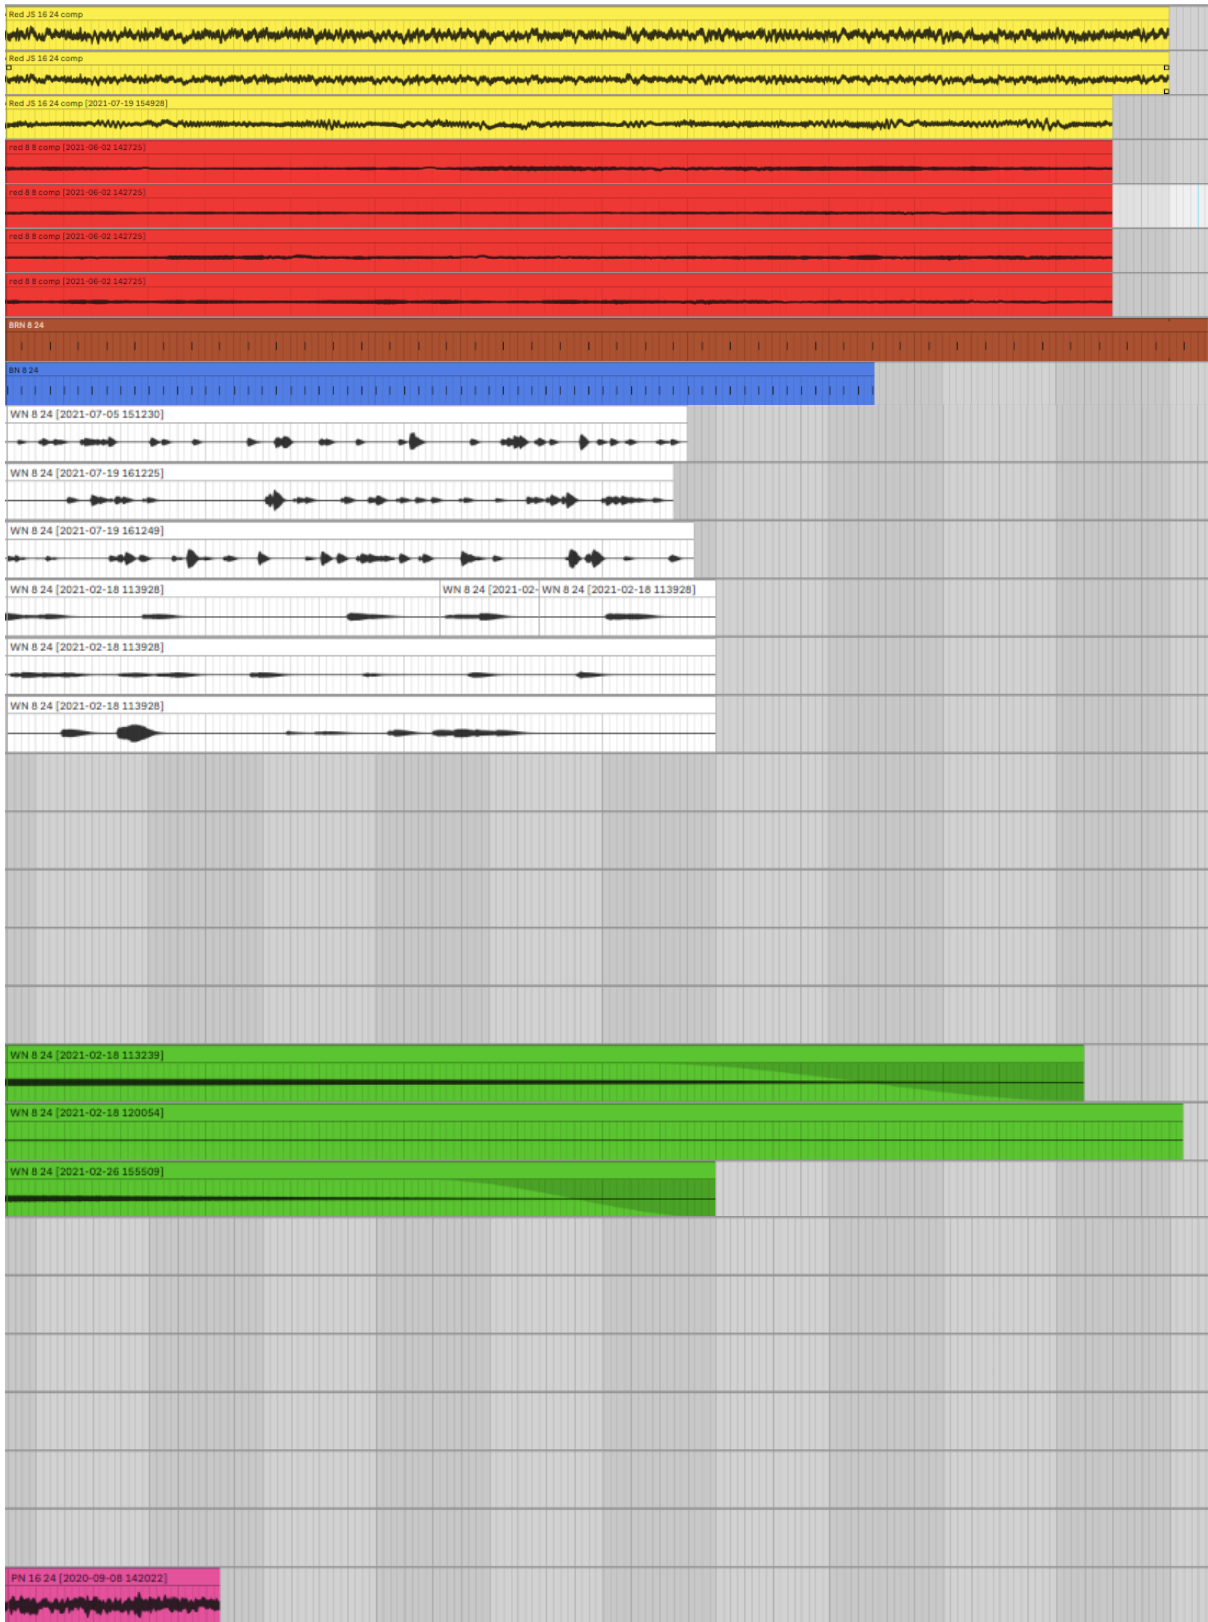 Red JS 16 24 comp
Red JS 16 24 comp
Red JS 16 24 comp [2021-07-19 154928]
red 8 8 comp [2021-06-02 142725]
red 8 8 comp [2021-06-02 142725]
red 8 8 comp [2021-06-02 142725]
red 8 8 comp [2021-06-02 142725]
BRN 8 24
BN 8 24
WN 8 24 [2021-07-05 151230]
WN 8 24 [2021-07-19 161225]
WN 8 24 [2021-07-19 161249]
WN 8 24 [2021-02-18 113928] WN 8 24 [2021-02- WN 8 24 [2021-02-18 113928]
WN 8 24 [2021-02-18 113928]
WN 8 24 [2021-02-18 113928]
WN 8 24 [2021-02-18 113239]
WN 8 24 [2021-02-18 120054]
WN 8 24 [2021-02-26 155509]
PN 16 24 [2020-09-08 142022]